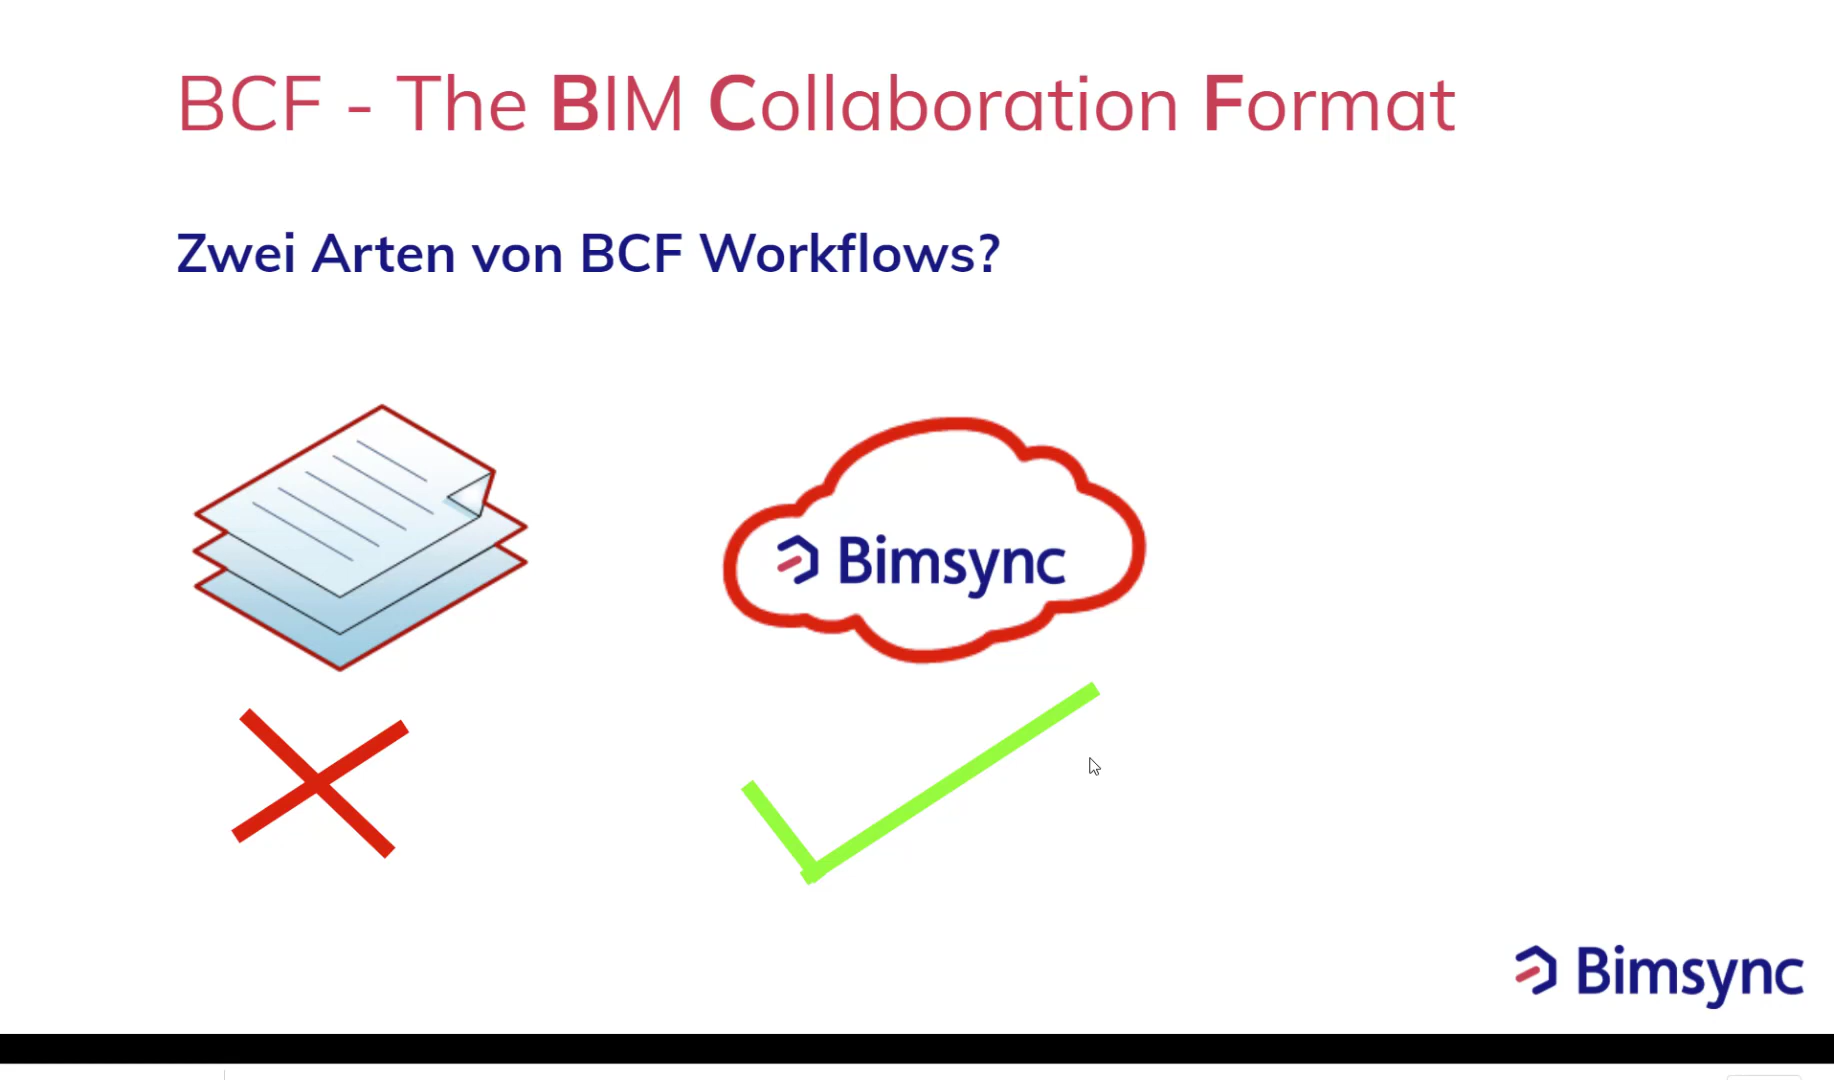 BCF - The BIM Collaboration Format
Zwei Arten von BCF Workflows?
Bimsync
Bimsync